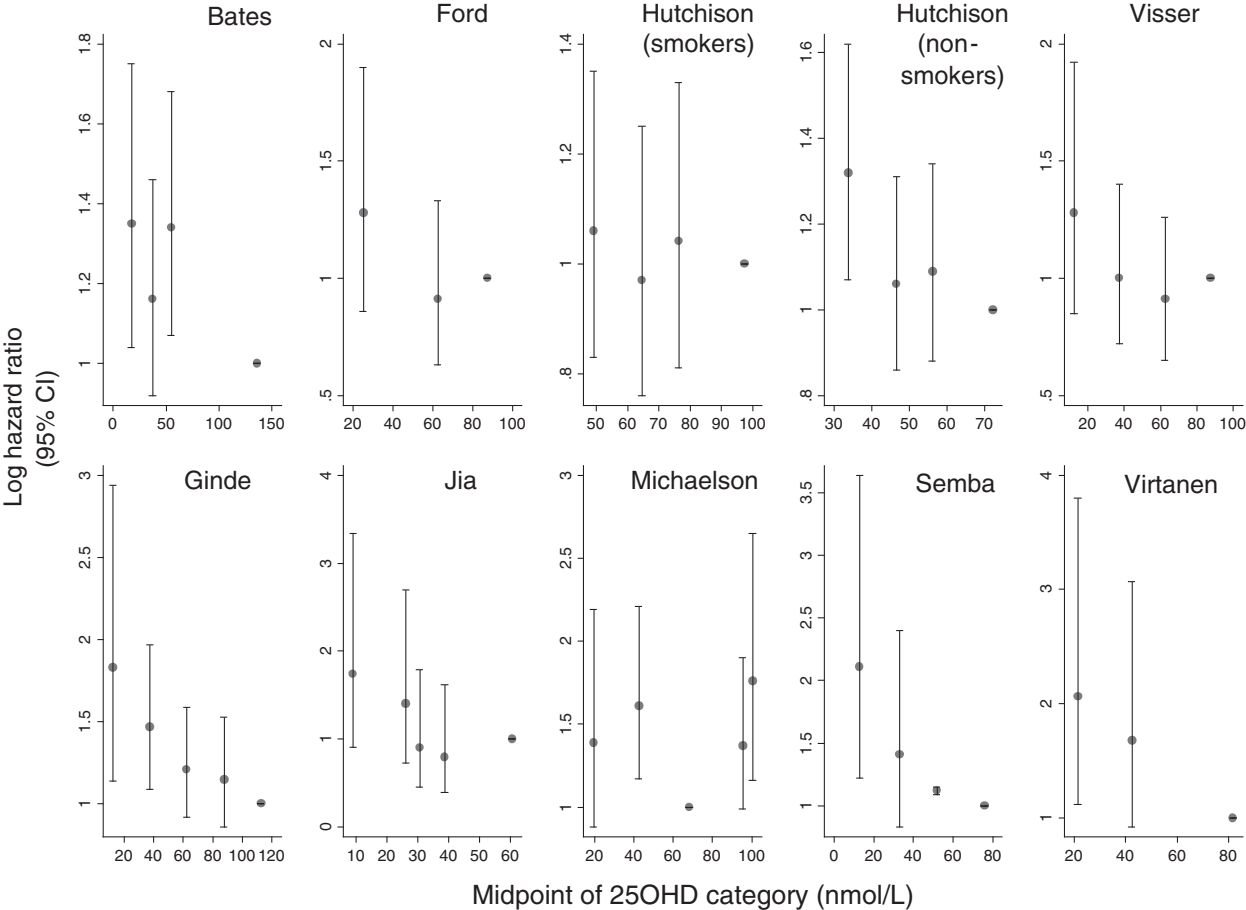 Bates
Ford
Hutchison
(smokers)
Hutchison
(non-
smokers)
Visser
1 1.2 1.4 1.6 1.8
0 50 100 150
.5 1 1.5 2
20 40 60 80 100
.8 1 1.2 1.4
50 60 70 80 90 100
.8 1 1.2 1.4 1.6
30 40 50 60 70
.5 1 1.5 2
20 40 60 80 100
Log hazard ratio
(95% CI)
Ginde
Jia
Michaelson
Semba
Virtanen
1 1.5 2 2.5 3
20 40 60 80 100 120
0 1 2 3 4
10 20 30 40 50 60
1 1.5 2 2.5 3
20 40 60 80 100
1 1.5 2 2.5 3 3.5
0 20 40 60 80
1 2 3 4
20 40 60 80
Midpoint of 25OHD category (nmol/L)